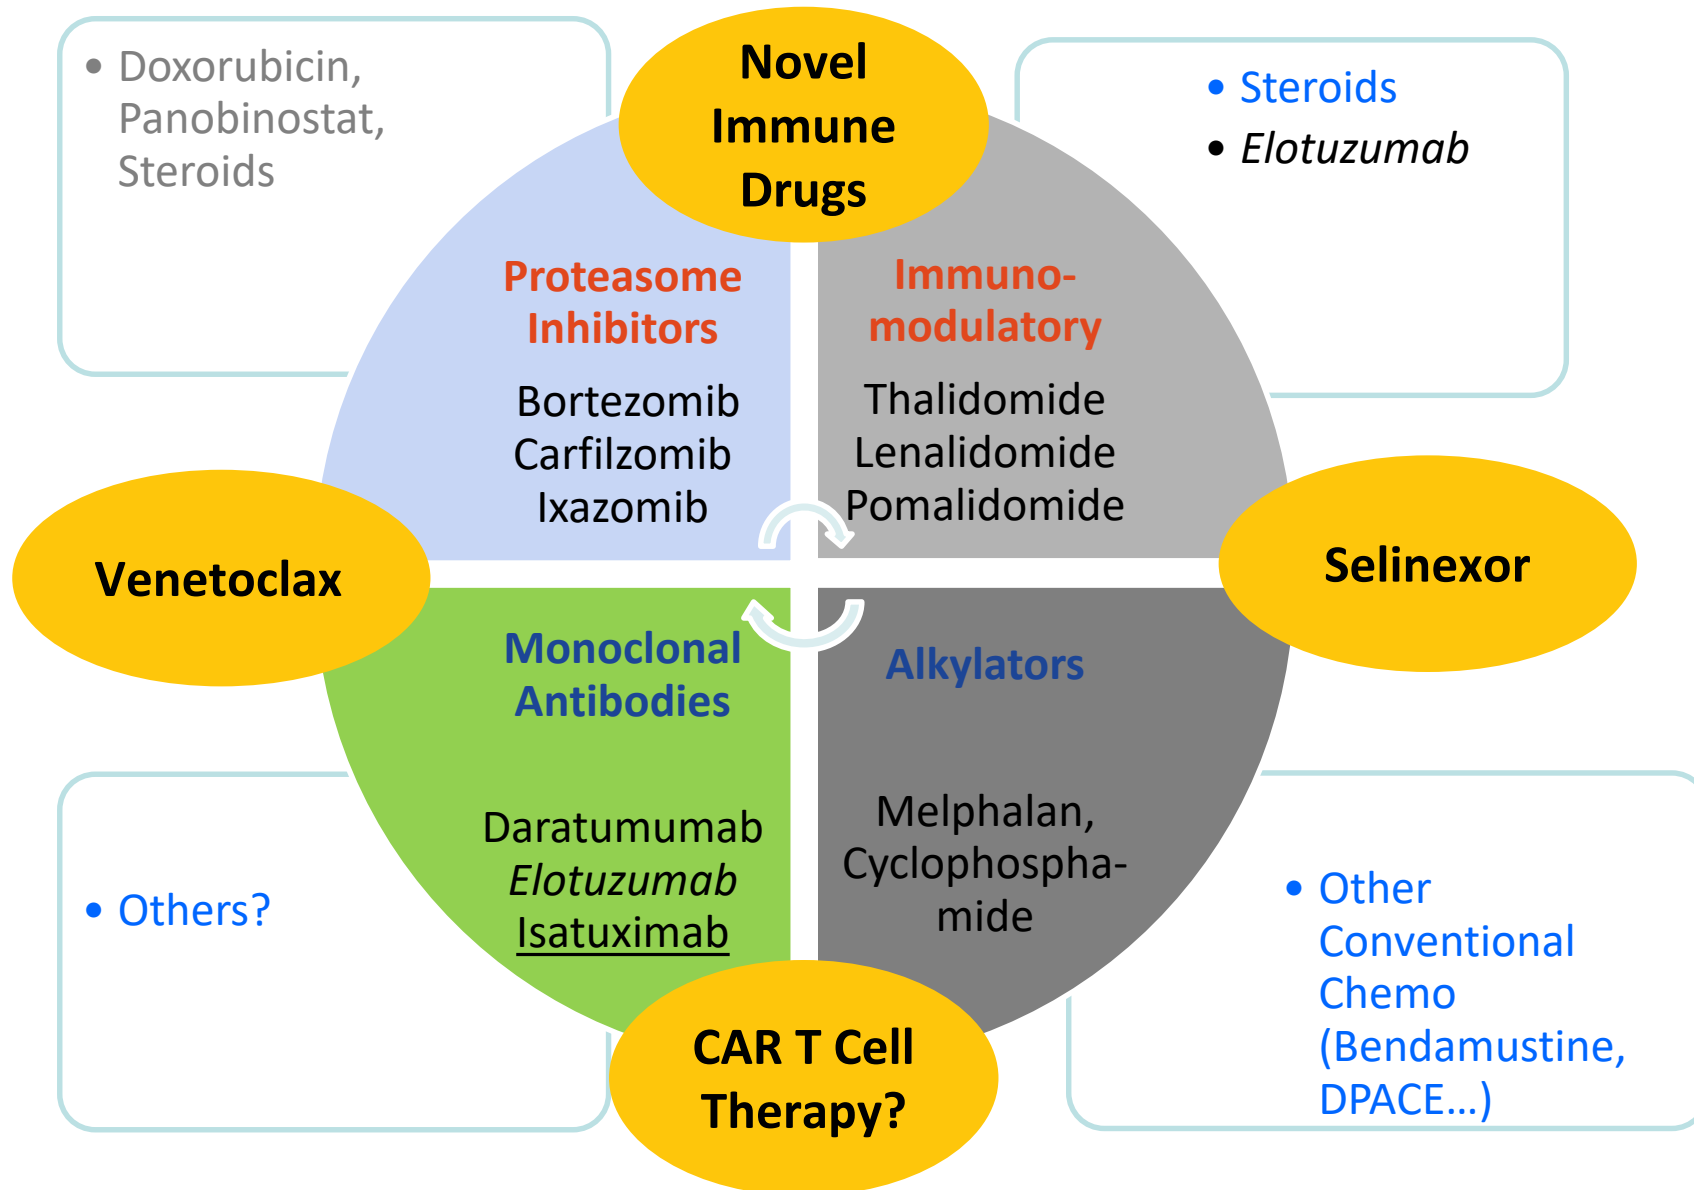 • Doxorubicin,
Panobinostat,
Steroids
Novel
Immune
Drugs
• Steroids
• Elotuzumab
Proteasome
Inhibitors
Bortezomib
Carfilzomib
Ixazomib
Immuno-
modulatory
Thalidomide
Lenalidomide
Pomalidomide
Venetoclax
Selinexor
Monoclonal
Antibodies
Daratumumab
Elotuzumab
Isatuximab
Alkylators
Melphalan,
Cyclophospha-
mide
• Others?
• Other
Conventional
Chemo
(Bendamustine,
DPACE...)
CAR T Cell
Therapy?